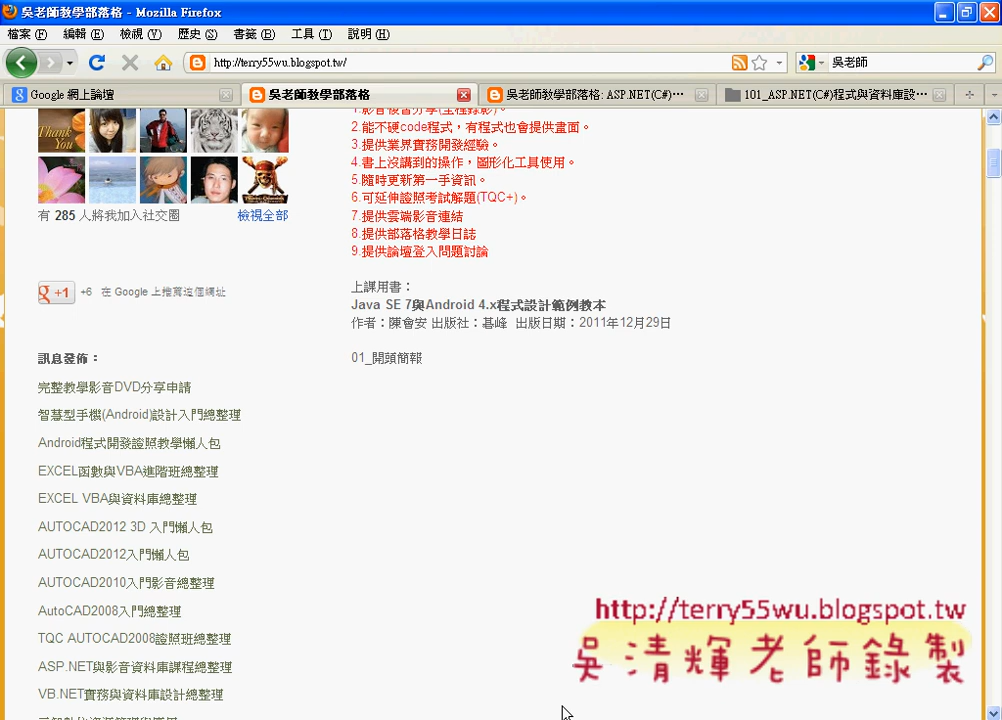 吳老師教學部落格 - Mozilla Firefox
檔案(F) 編輯(E) 檢視(V) 歷史(S) 書籤(B) 工具(T) 說明(H)
http://terry55wu.blogspot.tw/
吳老師
Google 網上論壇
吳老師教學部落格
吳老師教學部落格: ASP.NET(C#)⋯
101_ASP.NET(C#)程式與資料庫設⋯
Thank You
有 285 人將我加入社交圈
檢視全部
g +1
+6 在 Google 上推薦這個網址
訊息發佈：
完整教學影音DVD分享申請
智慧型手機(Android)設計入門總整理
Android程式開發證照教學懶人包
EXCEL函數與VBA進階班總整理
EXCEL VBA與資料庫總整理
AUTOCAD2012 3D 入門懶人包
AUTOCAD2012入門懶人包
AUTOCAD2010入門影音總整理
AutoCAD2008入門總整理
TQC AUTOCAD2008證照班總整理
ASP.NET與影音資料庫課程總整理
VB.NET實務與資料庫設計總整理
1.影音複習分享(全程錄影)。
2.能不硬code程式，有程式也會提供畫面。
3.提供業界實務開發經驗。
4.書上沒講到的操作，圖形化工具使用。
5.隨時更新第一手資訊。
6.可延伸證照考試解題(TQC+)。
7.提供雲端影音連結
8.提供部落格教學日誌
9.提供論壇登入問題討論
上課用書：
Java SE 7與Android 4.x程式設計範例教本
作者：陳會安 出版社：碁峰 出版日期：2011年12月29日
01_開頭簡報
http://terry55wu.blogspot.tw
吳清輝老師錄製